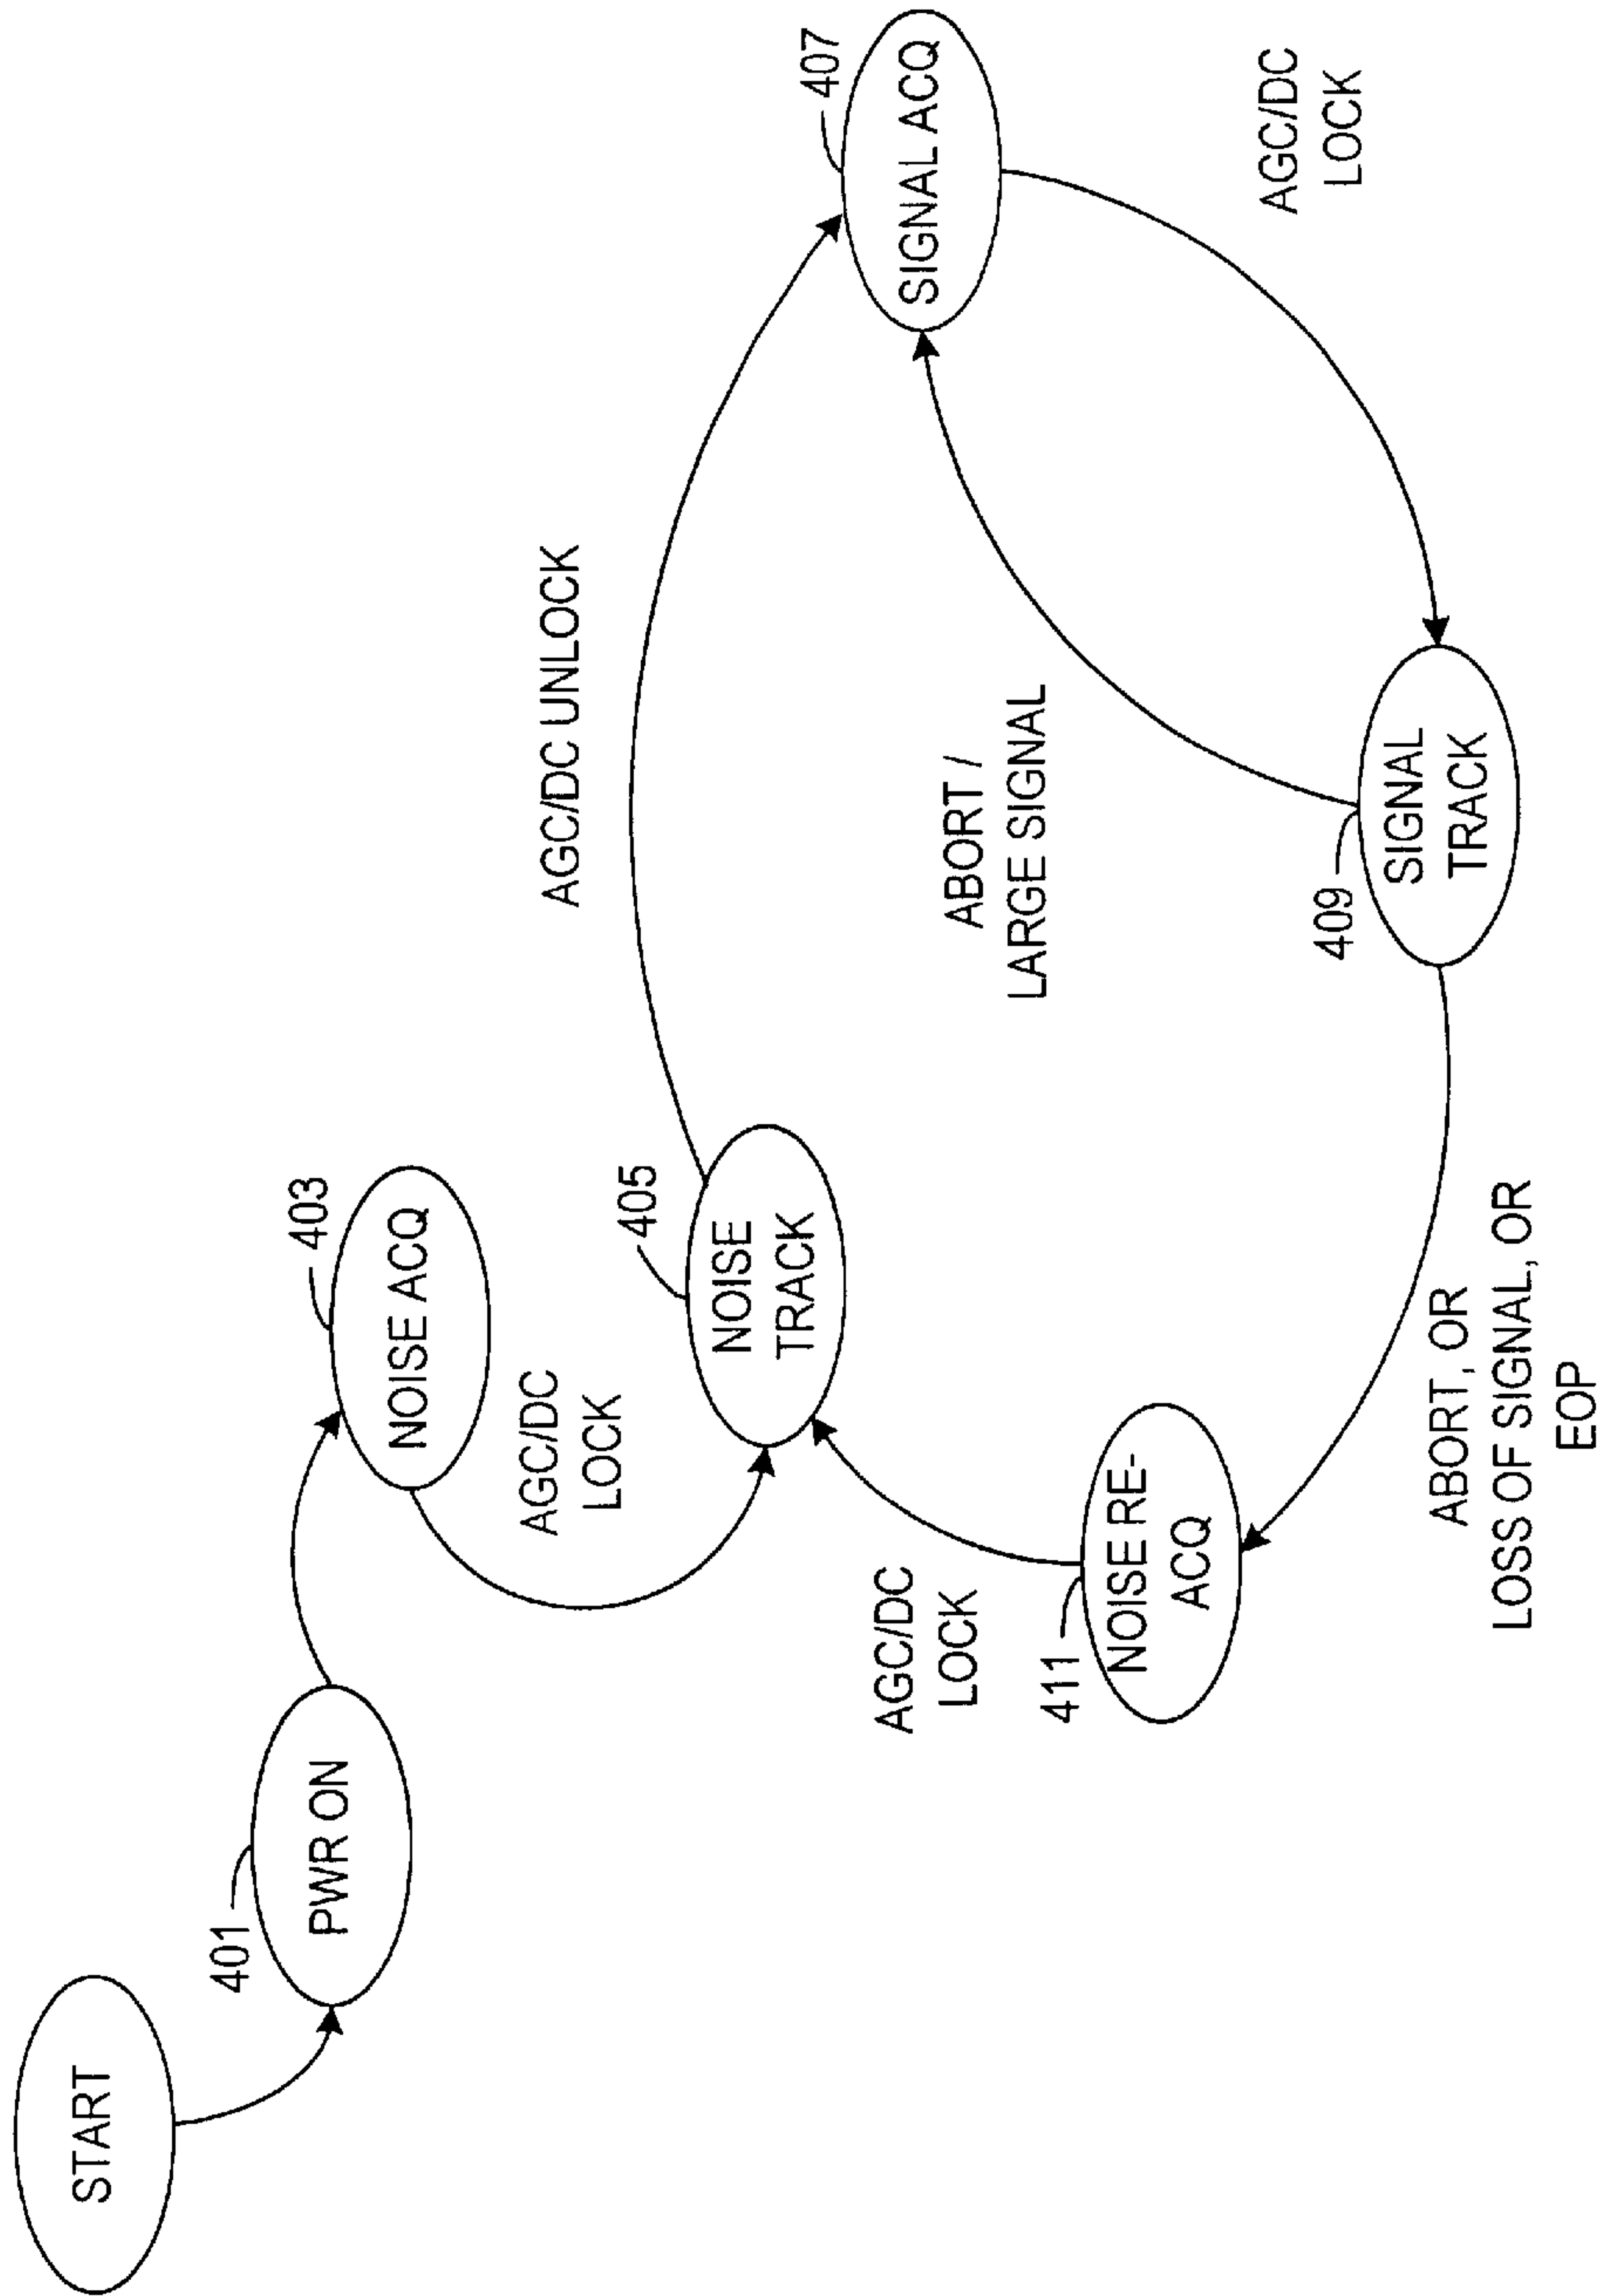 START
401
PWR ON
403
NOISE ACQ
AGC/DC
LOCK
405
NOISE
TRACK
AGC/DC UNLOCK
407
SIGNAL ACQ
AGC/DC
LOCK
ABORT /
LARGE SIGNAL
409
SIGNAL
TRACK
AGC/DC
LOCK
411
NOISE RE-
ACQ
ABORT, OR
LOSS OF SIGNAL, OR
EOP